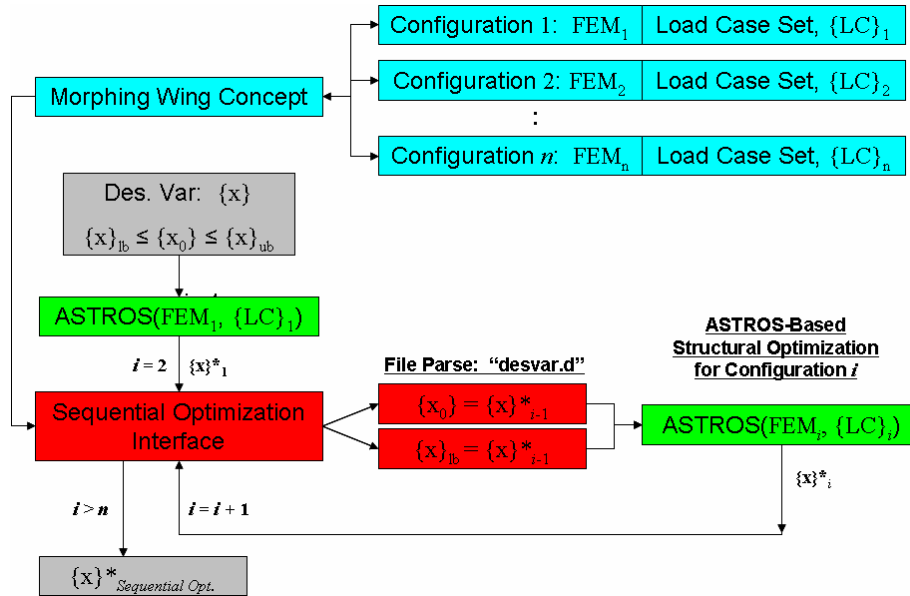 Configuration 1: FEM₁ Load Case Set, {LC}₁
Configuration 2: FEM₂ Load Case Set, {LC}₂
:
Configuration n: FEMₙ Load Case Set, {LC}ₙ
Morphing Wing Concept
Des. Var: {x}
{x}lb ≤ {x₀} ≤ {x}ub
ASTROS(FEM₁, {LC}₁)
i = 2 {x}*₁
Sequential Optimization
Interface
File Parse: “desvar.d”
{x₀} = {x}*ᵢ₋₁
{x}lb = {x}*ᵢ₋₁
ASTROS-Based
Structural Optimization
for Configuration i
ASTROS(FEMᵢ, {LC}ᵢ)
{x}*ᵢ
i > n
i = i + 1
{x}*Sequential Opt.